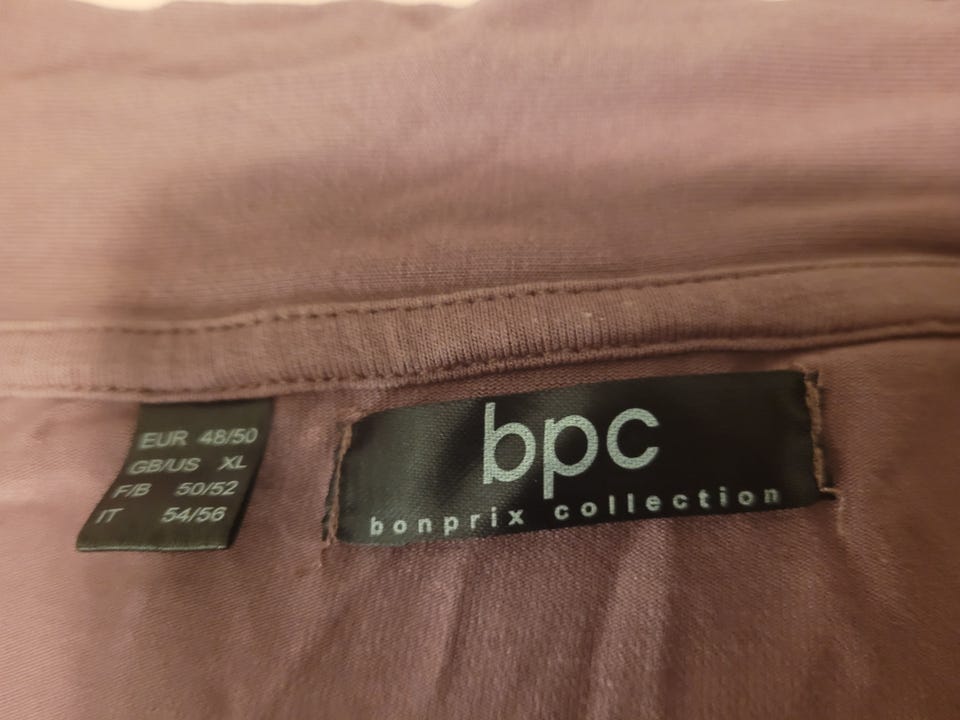 EUR 48/50
GB/US XL
F/B 50/52
IT 54/56
bpc
bonprix collection